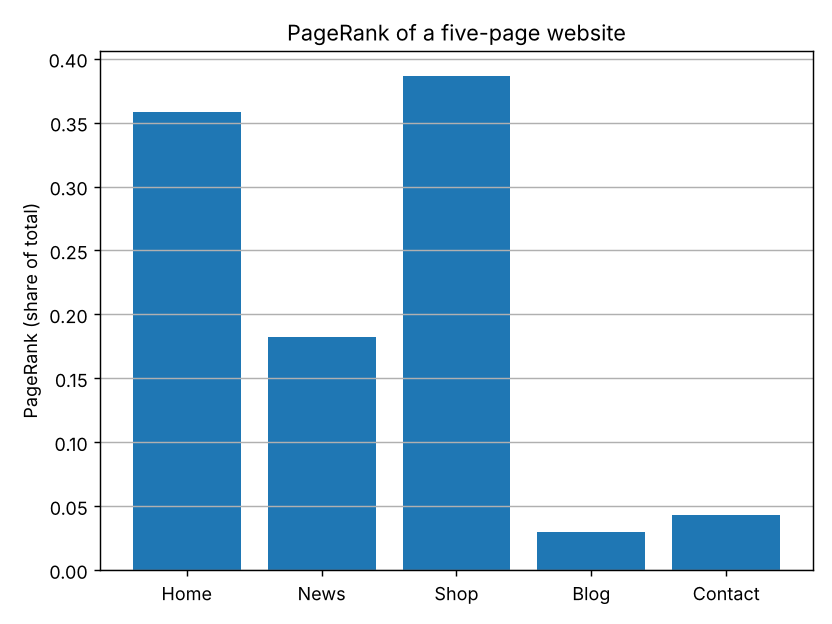 PageRank of a five-page website
PageRank (share of total)
0.40
0.35
0.30
0.25
0.20
0.15
0.10
0.05
0.00
Home
News
Shop
Blog
Contact